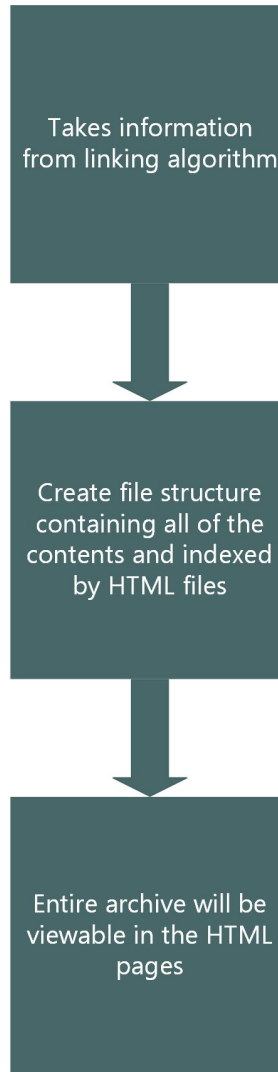 Takes information
from linking algorithm
Create file structure
containing all of the
contents and indexed
by HTML files
Entire archive will be
viewable in the HTML
pages